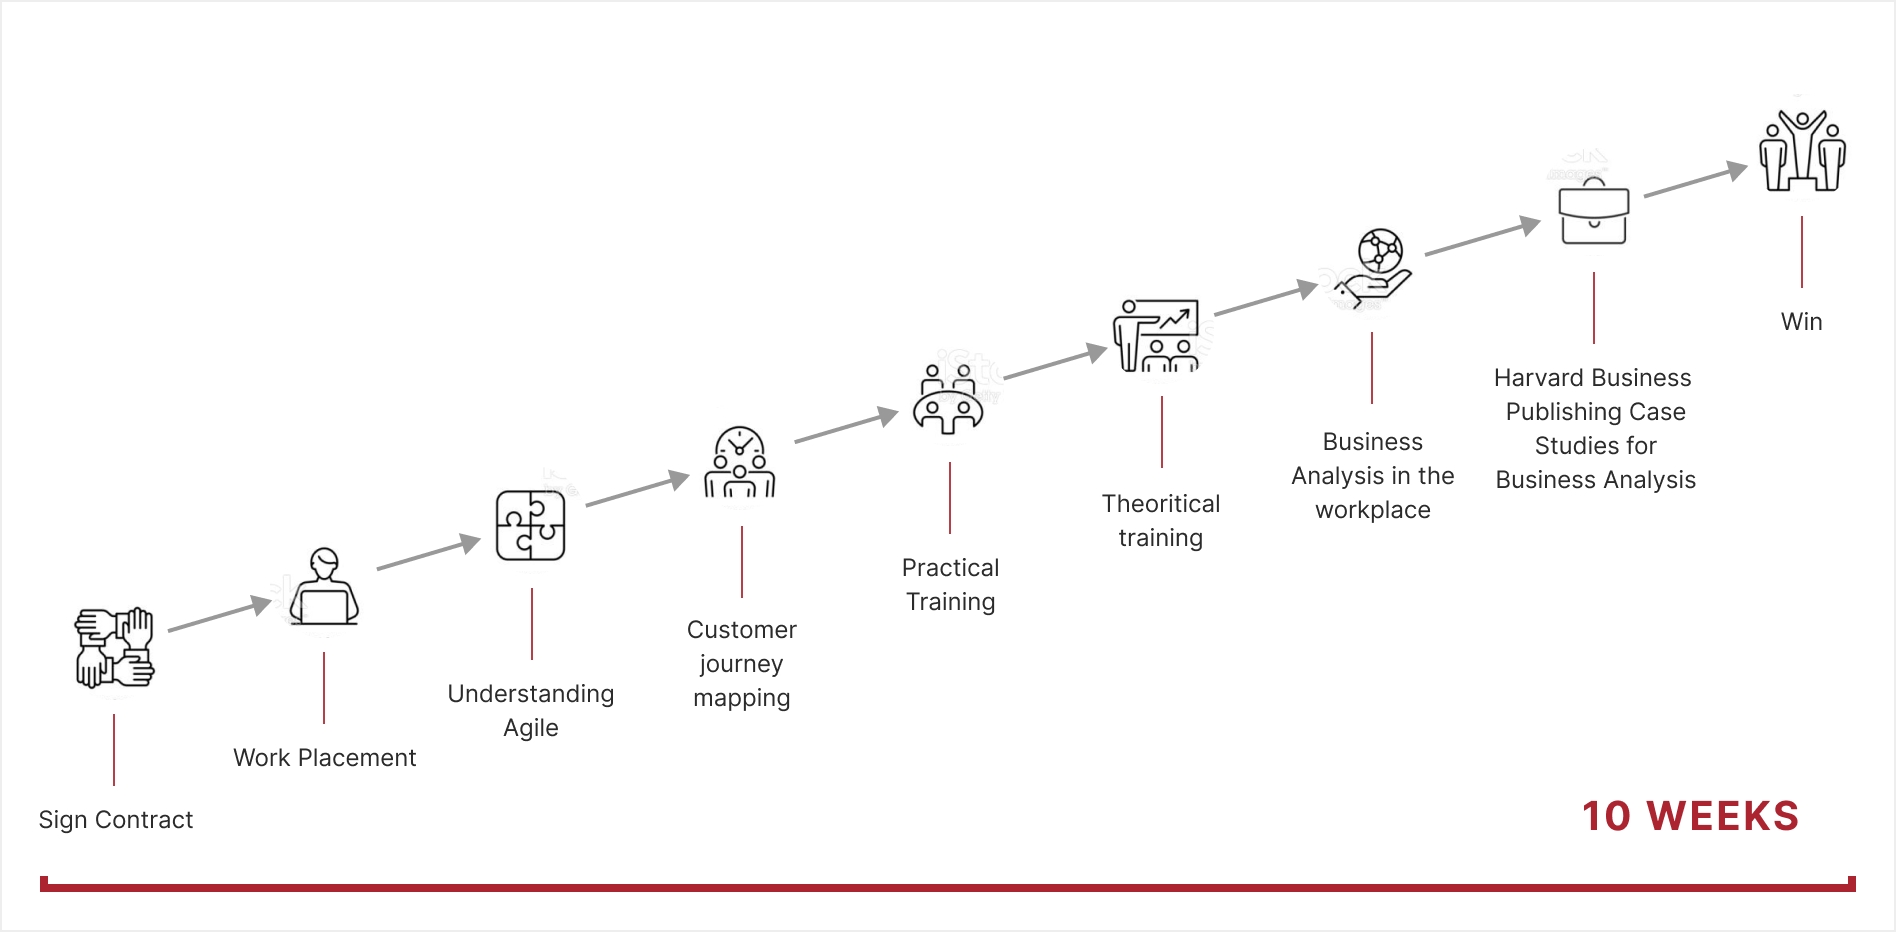 Sign Contract
Work Placement
Understanding
Agile
Customer
journey
mapping
Practical
Training
Theoritical
training
Business
Analysis in the
workplace
Harvard Business
Publishing Case
Studies for
Business Analysis
Win
10 WEEKS